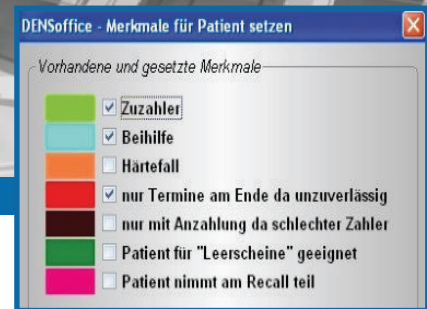 DENSoffice - Merkmale für Patient setzen
Vorhandene und gesetzte Merkmale
Zuzahler
Beihilfe
Härtefall
nur Termine am Ende da unzuverlässig
nur mit Anzahlung da schlechter Zahler
Patient für "Leerscheine" geeignet
Patient nimmt am Recall teil